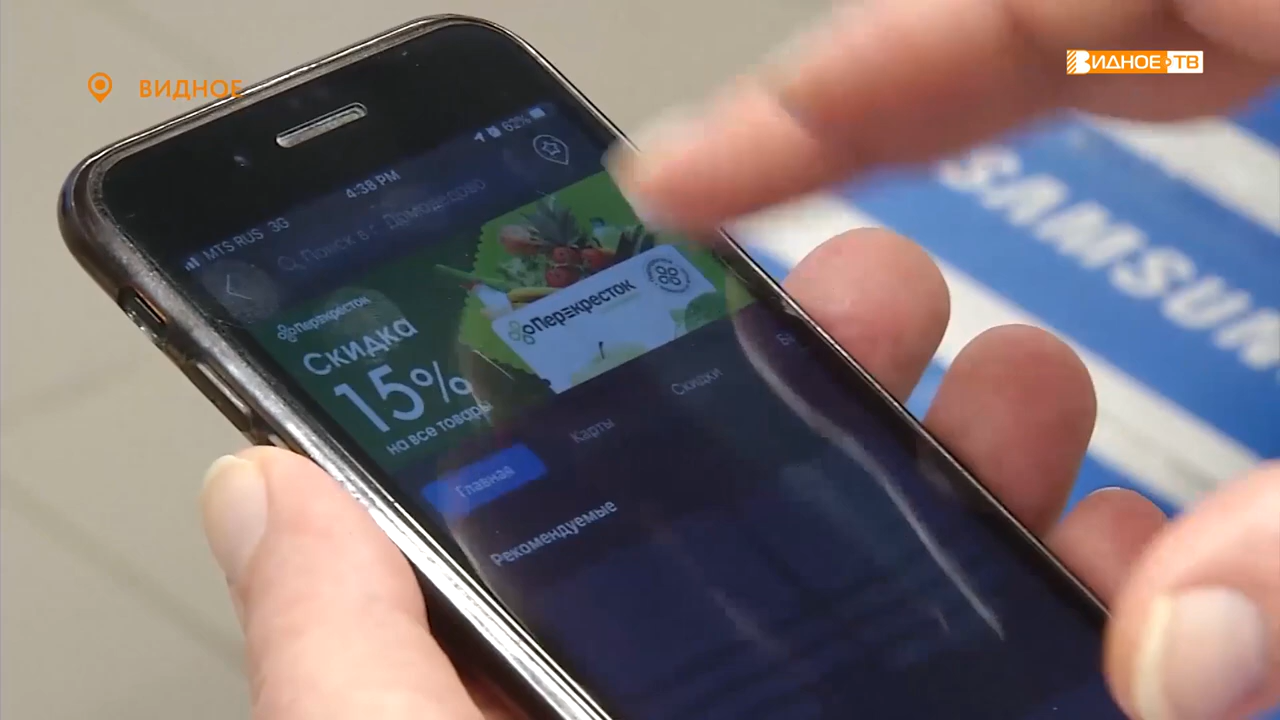 ВИДНОЕ
ВИДНОЕ ТВ
MTS RUS 3G
4:38 PM
62%
Поиск в г. Домодедово
Перекресток
Скидка
15%
на все товары
Перекресток
Главная
Карты
Скидки
Рекомендуемые
SAMSUN